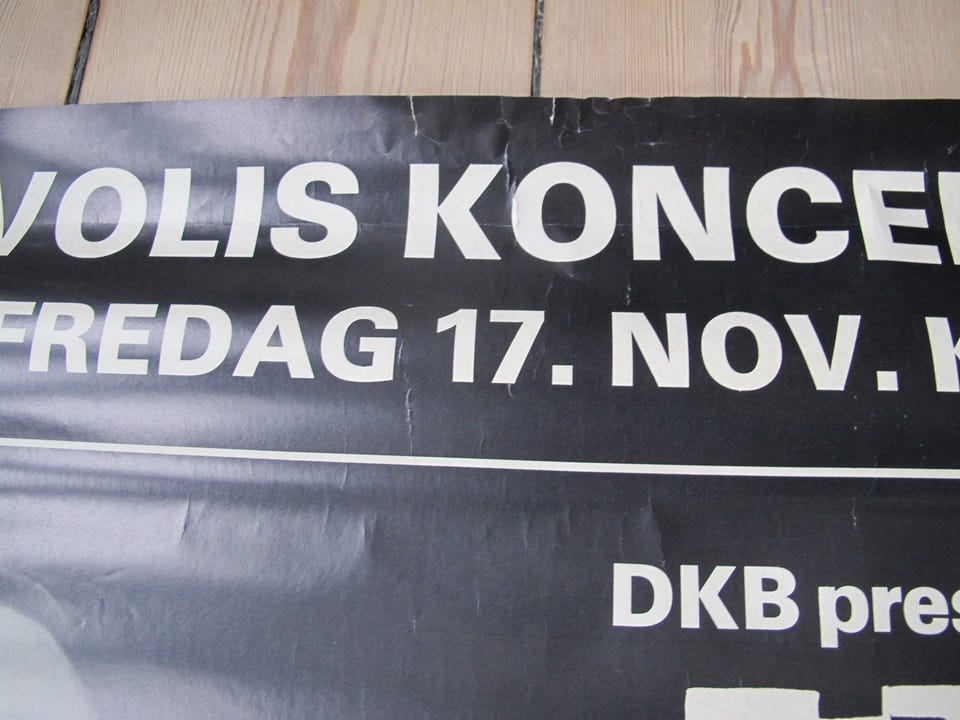 VOLIS KONCE
FREDAG 17. NOV. K
DKB pres